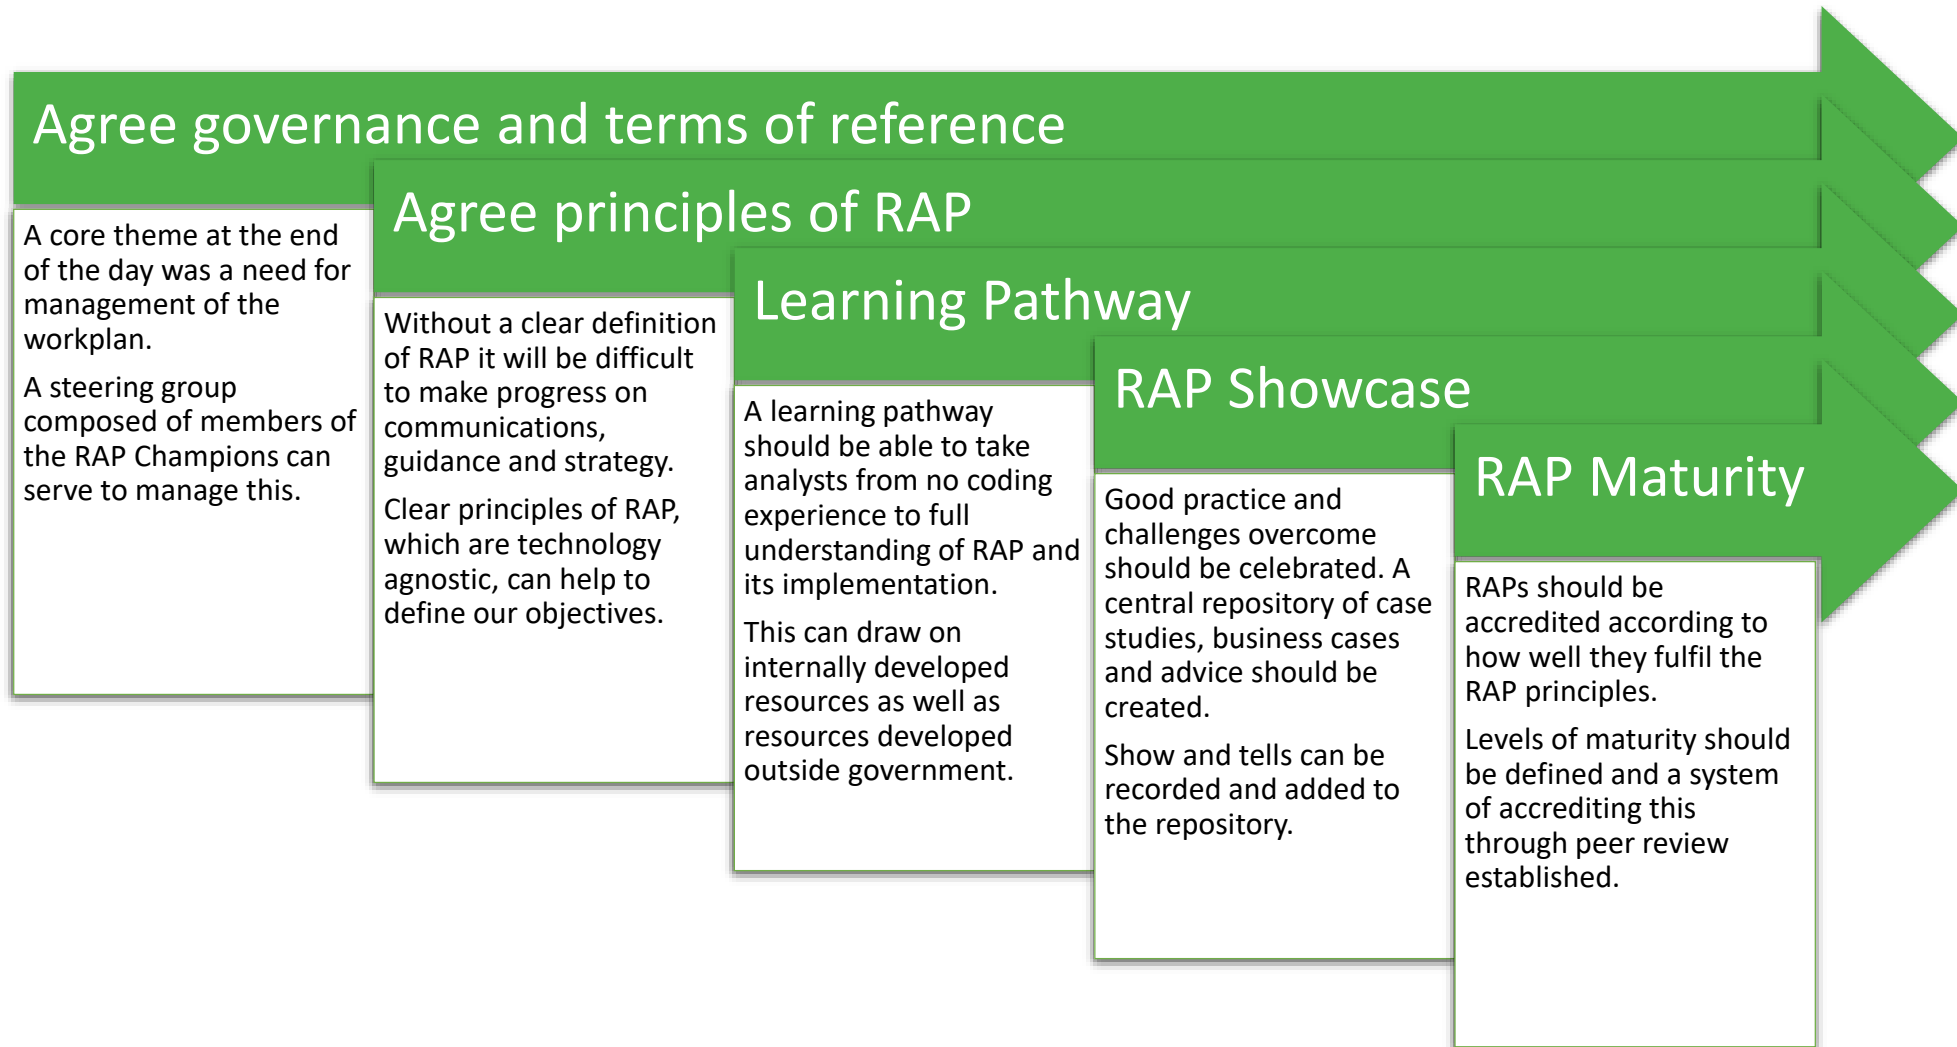 Agree governance and terms of reference
A core theme at the end
of the day was a need for
management of the
workplan.
A steering group
composed of members of
the RAP Champions can
serve to manage this.
Agree principles of RAP
Without a clear definition
of RAP it will be difficult
to make progress on
communications,
guidance and strategy.
Clear principles of RAP,
which are technology
agnostic, can help to
define our objectives.
Learning Pathway
A learning pathway
should be able to take
analysts from no coding
experience to full
understanding of RAP and
its implementation.
This can draw on
internally developed
resources as well as
resources developed
outside government.
RAP Showcase
Good practice and
challenges overcome
should be celebrated. A
central repository of case
studies, business cases
and advice should be
created.
Show and tells can be
recorded and added to
the repository.
RAP Maturity
RAPs should be
accredited according to
how well they fulfil the
RAP principles.
Levels of maturity should
be defined and a system
of accrediting this
through peer review
established.